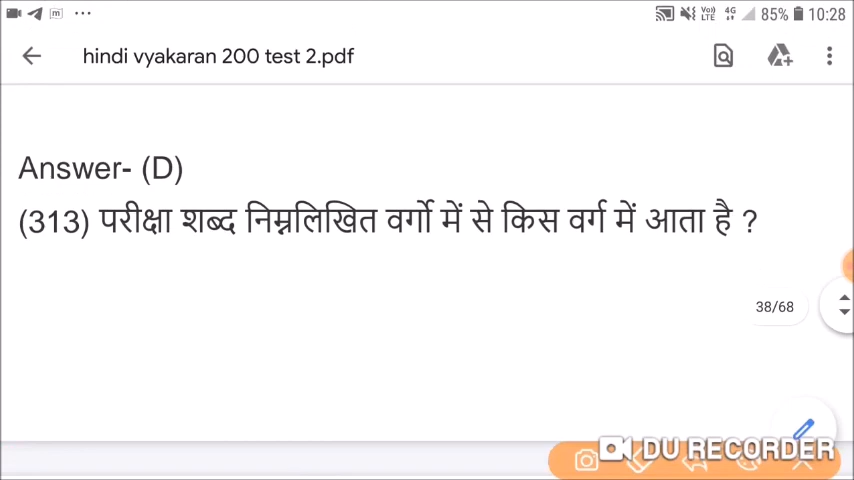 85% 10:28
hindi vyakaran 200 test 2.pdf
Answer- (D)
(313) परीक्षा शब्द निम्नलिखित वर्गो में से किस वर्ग में आता है ?
38/68
DU RECORDER